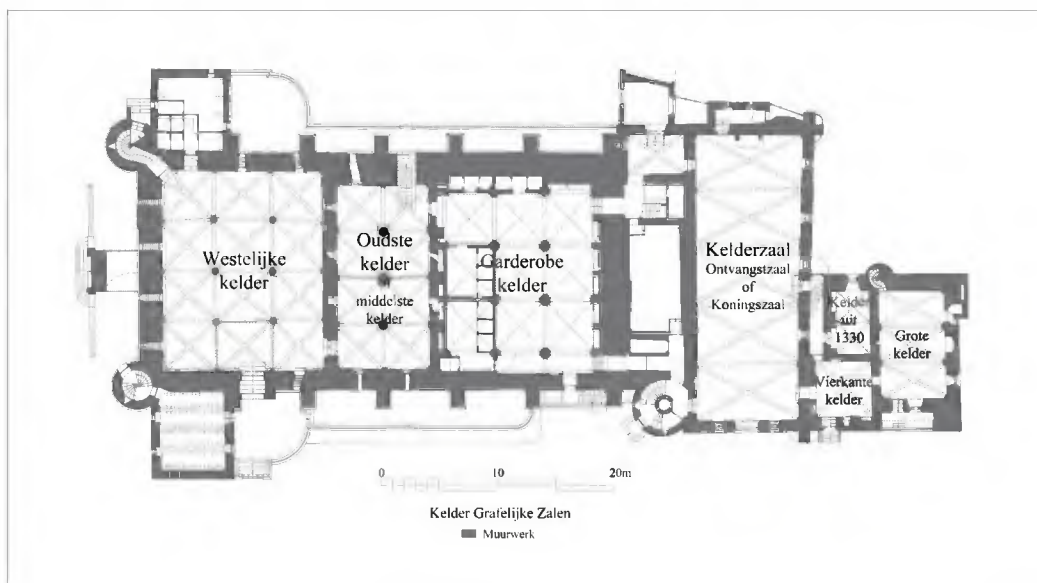 Westelijke
kelder
Oudste
kelder
middelste
kelder
Garderobe
kelder
Kelderzaal
Ontvangstzaal
of
Koningszaal
Kelder
uit
1330
Vierkante
kelder
Grote
kelder
0 10 20m
Kelder Grafelijke Zalen
Muurwerk